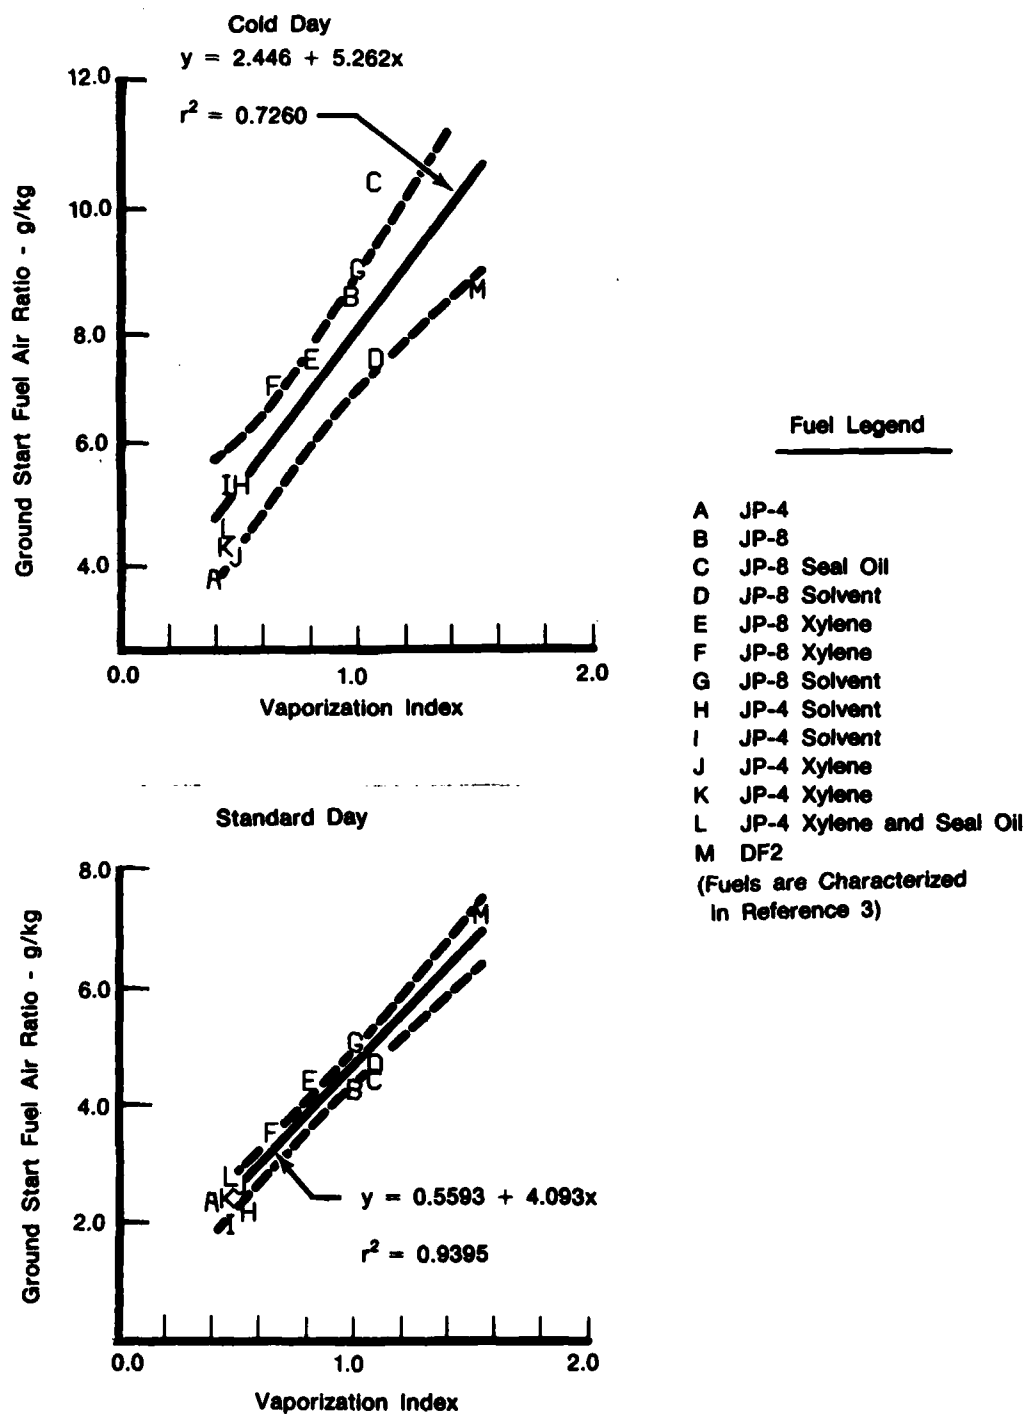 Cold Day
y = 2.446 + 5.262x
r² = 0.7260
12.0
10.0
8.0
6.0
4.0
Ground Start Fuel Air Ratio - g/kg
C
G
B
M
E
D
F
I H
L
K
J
A
0.0 1.0 2.0
Vaporization Index
Fuel Legend
A JP-4
B JP-8
C JP-8 Seal Oil
D JP-8 Solvent
E JP-8 Xylene
F JP-8 Xylene
G JP-8 Solvent
H JP-4 Solvent
I JP-4 Solvent
J JP-4 Xylene
K JP-4 Xylene
L JP-4 Xylene and Seal Oil
M DF2
(Fuels are Characterized
in Reference 3)
Standard Day
8.0
6.0
4.0
2.0
Ground Start Fuel Air Ratio - g/kg
M
G
D
E C
B
F
L
J
A K
H
I
y = 0.5593 + 4.093x
r² = 0.9395
0.0 1.0 2.0
Vaporization Index